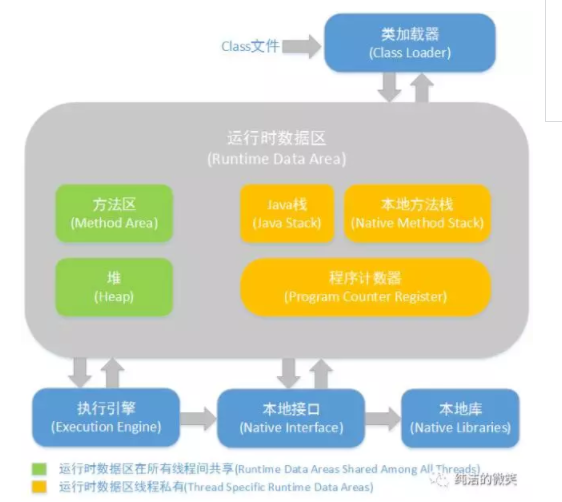 类加载器
Class文件
(Class Loader)
运行时数据区
(Runtime Data Area)
方法区
(Method Area)
Java栈
(Java Stack)
本地方法栈
(Native Method Stack)
堆
(Heap)
程序计数器
(Program Counter Register)
执行引擎
(Execution Engine)
本地接口
(Native Interface)
本地库
(Native Libraries)
运行时数据区在所有线程间共享(Runtime Data Areas Shared Among All Threads)
纯洁的微笑
运行时数据区线程私有(Thread Specific Runtime Data Areas)